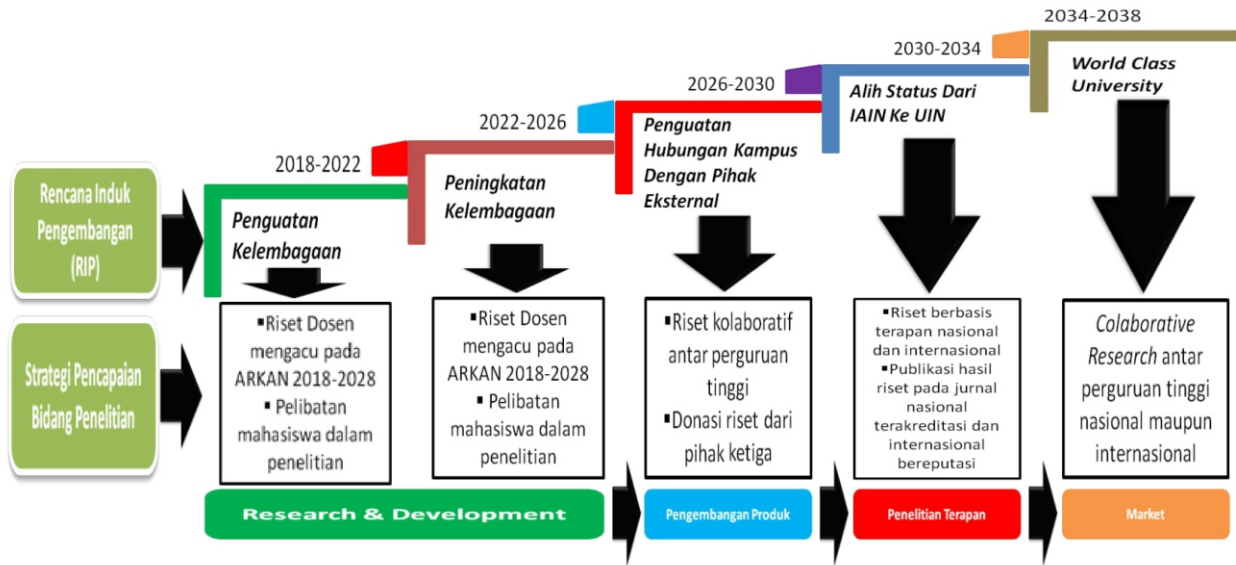 2034-2038
World Class
University
2030-2034
Alih Status Dari
IAIN Ke UIN
2026-2030
Penguatan
Hubungan Kampus
Dengan Pihak
Eksternal
2022-2026
Peningkatan
Kelembagaan
2018-2022
Penguatan
Kelembagaan
Rencana Induk
Pengembangan
(RIP)
Strategi Pencapaian
Bidang Penelitian
▪Riset Dosen
mengacu pada
ARKAN 2018-2028
▪ Pelibatan
mahasiswa dalam
penelitian
▪ Riset Dosen
mengacu pada
ARKAN 2018-2028
▪ Pelibatan
mahasiswa dalam
penelitian
▪Riset kolaboratif
antar perguruan
tinggi
▪Donasi riset dari
pihak ketiga
▪Riset berbasis
terapan nasional
dan internasional
▪Publikasi hasil
riset pada jurnal
nasional
terakreditasi dan
internasional
bereputasi
Colaborative
Research antar
perguruan tinggi
nasional maupun
internasional
Research & Development
Pengembangan Produk
Penelitian Terapan
Market